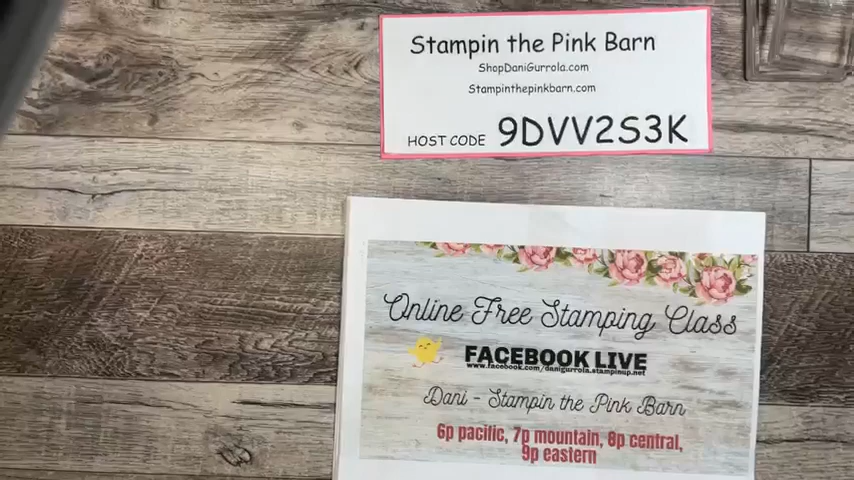 Stampin the Pink Barn
ShopDaniGurrola.com
Stampinthepinkbarn.com
HOST CODE 9DVV2S3K
Online Free Stamping Class
FACEBOOK LIVE
www.facebook.com/danigurrola.stampinup.net
Dani - Stampin the Pink Barn
6p pacific, 7p mountain, 8p central,
9p eastern